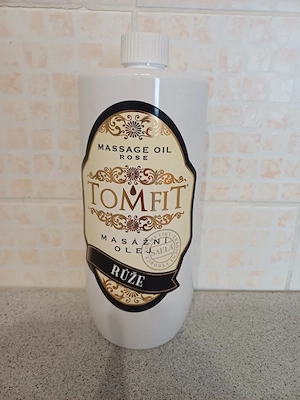 MASSAGE OIL
ROSE
TOMFIT
MASÁŽNÍ
OLEJ
RŮŽE